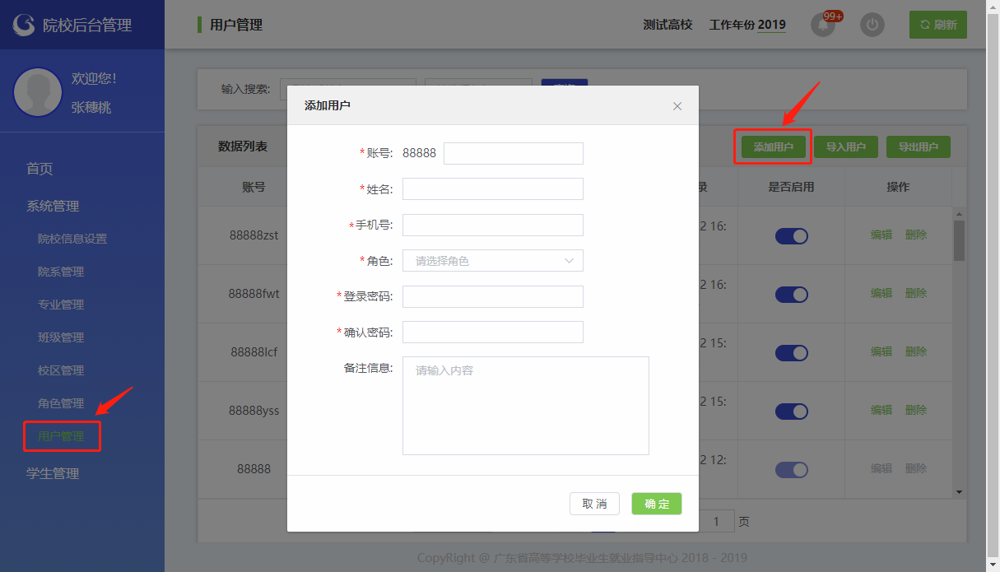 院校后台管理
用户管理
测试高校 工作年份 2019
99+
刷新
欢迎您!
张穗桃
首页
系统管理
院校信息设置
院系管理
专业管理
班级管理
校区管理
角色管理
用户管理
学生管理
输入搜索:
数据列表
添加用户 导入用户 导出用户
账号 录 是否启用 操作
88888zst 2 16: 编辑 删除
88888fwt 2 16: 编辑 删除
88888lcf 2 15: 编辑 删除
88888yss 2 15: 编辑 删除
88888 2 12: 编辑 删除
添加用户
*账号: 88888
*姓名:
*手机号:
*角色: 请选择角色
*登录密码:
*确认密码:
备注信息: 请输入内容
取 消 确 定
1 页
CopyRight @ 广东省高等学校毕业生就业指导中心 2018 - 2019